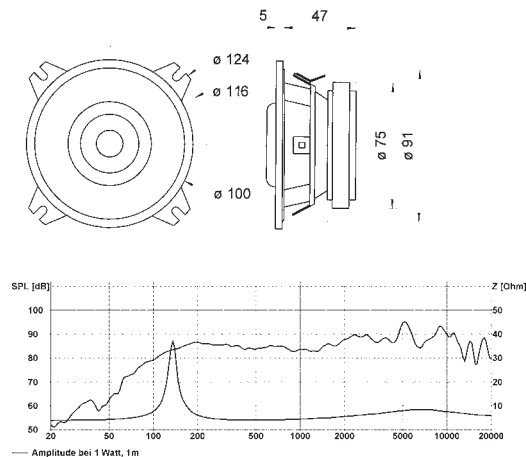 5 47
ø 124
ø 116
ø 100
ø 75
ø 91
SPL [dB] Z [Ohm]
100 50
90 40
80 30
70 20
60 10
50
20 50 100 200 500 1000 2000 5000 10000 20000
Amplitude bei 1 Watt, 1m